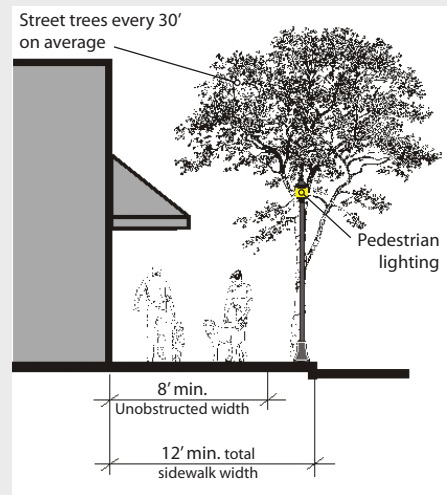 Street trees every 30’
on average
Pedestrian
lighting
8’ min.
Unobstructed width
12’ min. total
sidewalk width